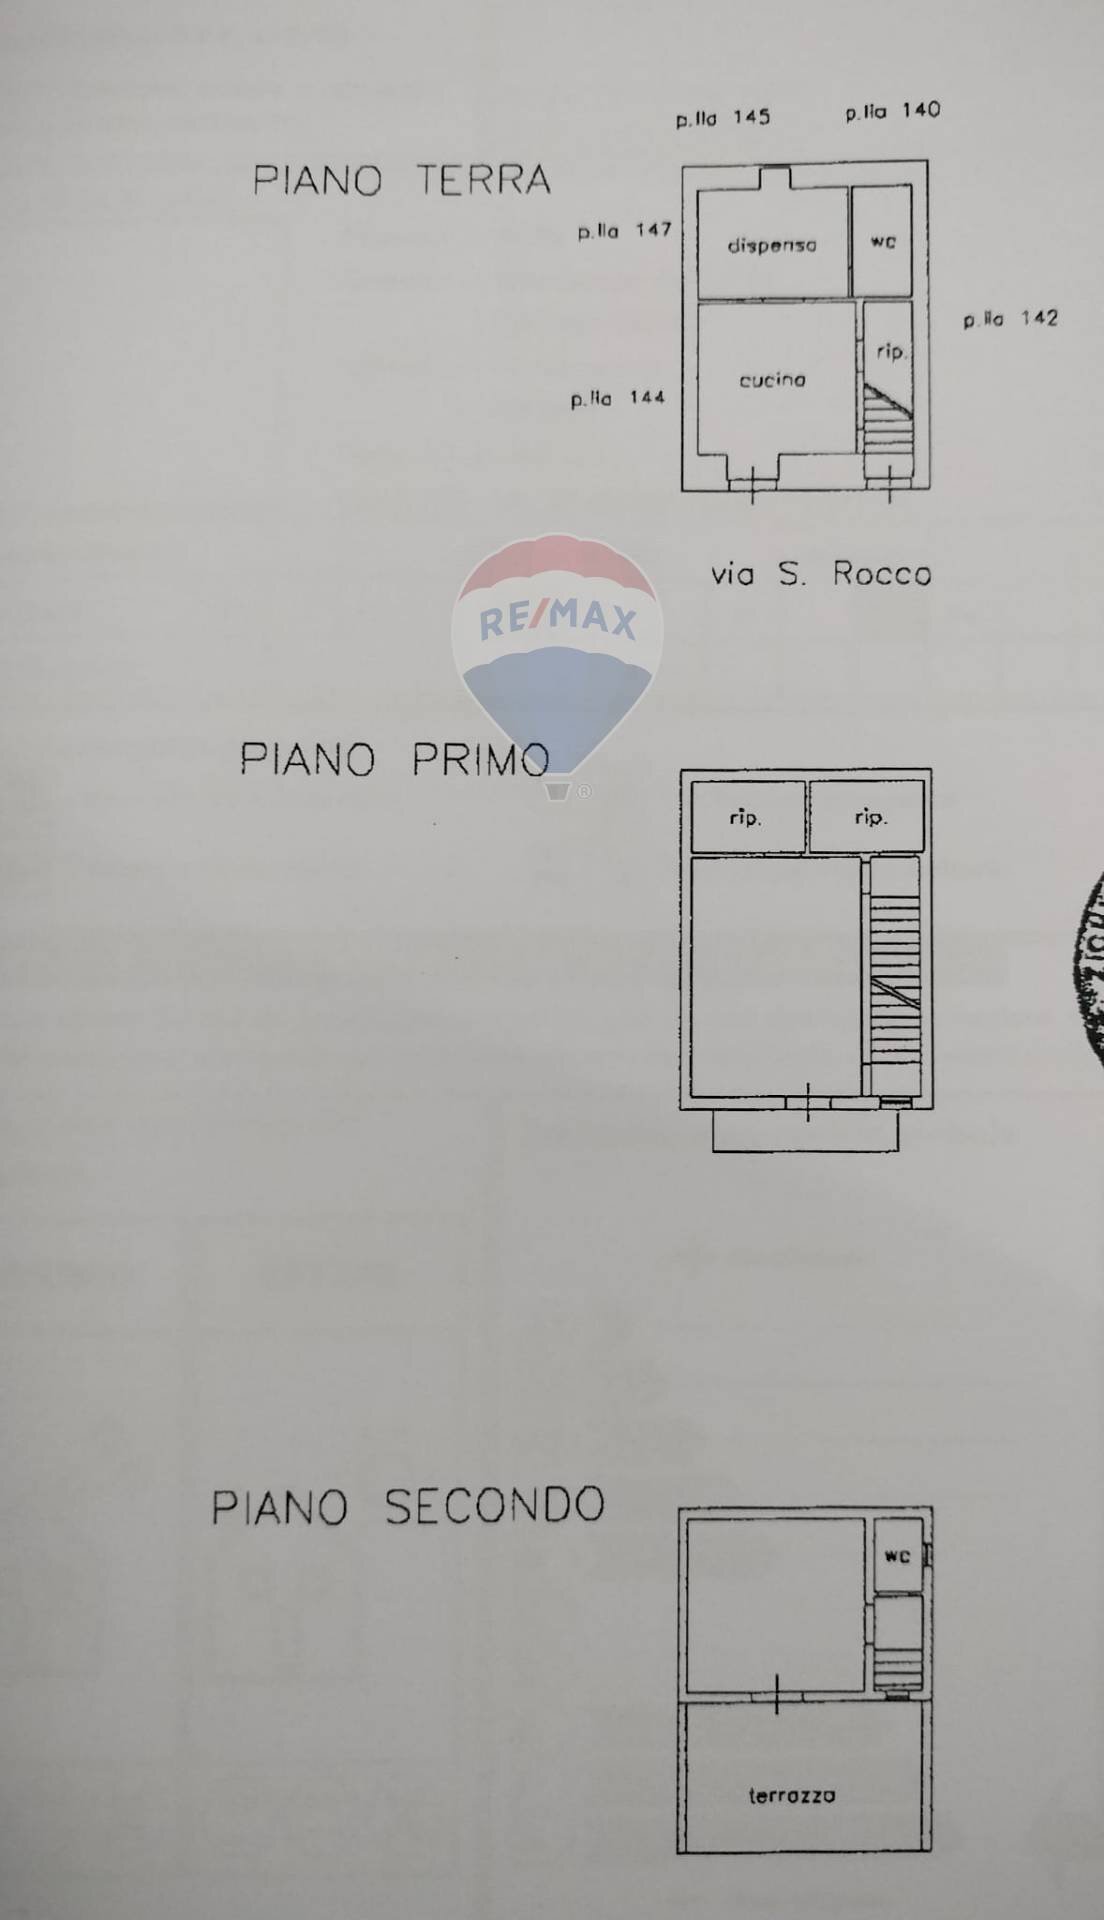 p.lla 145 p.lla 140
PIANO TERRA
p.lla 147
dispensa
wc
p.lla 142
rip.
cucina
p.lla 144
via S. Rocco
RE/MAX
®
PIANO PRIMO
rip.
rip.
PIANO SECONDO
wc
terrazza